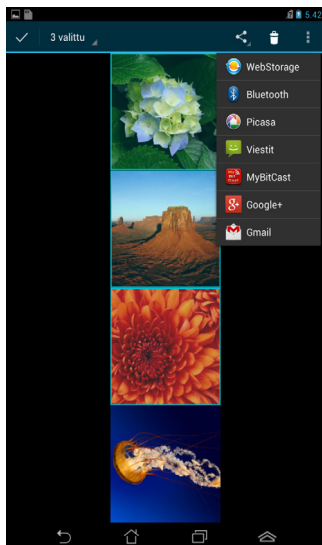 5.42
3 valittu
WebStorage
Bluetooth
Picasa
Viestit
MyBitCast
Google+
Gmail